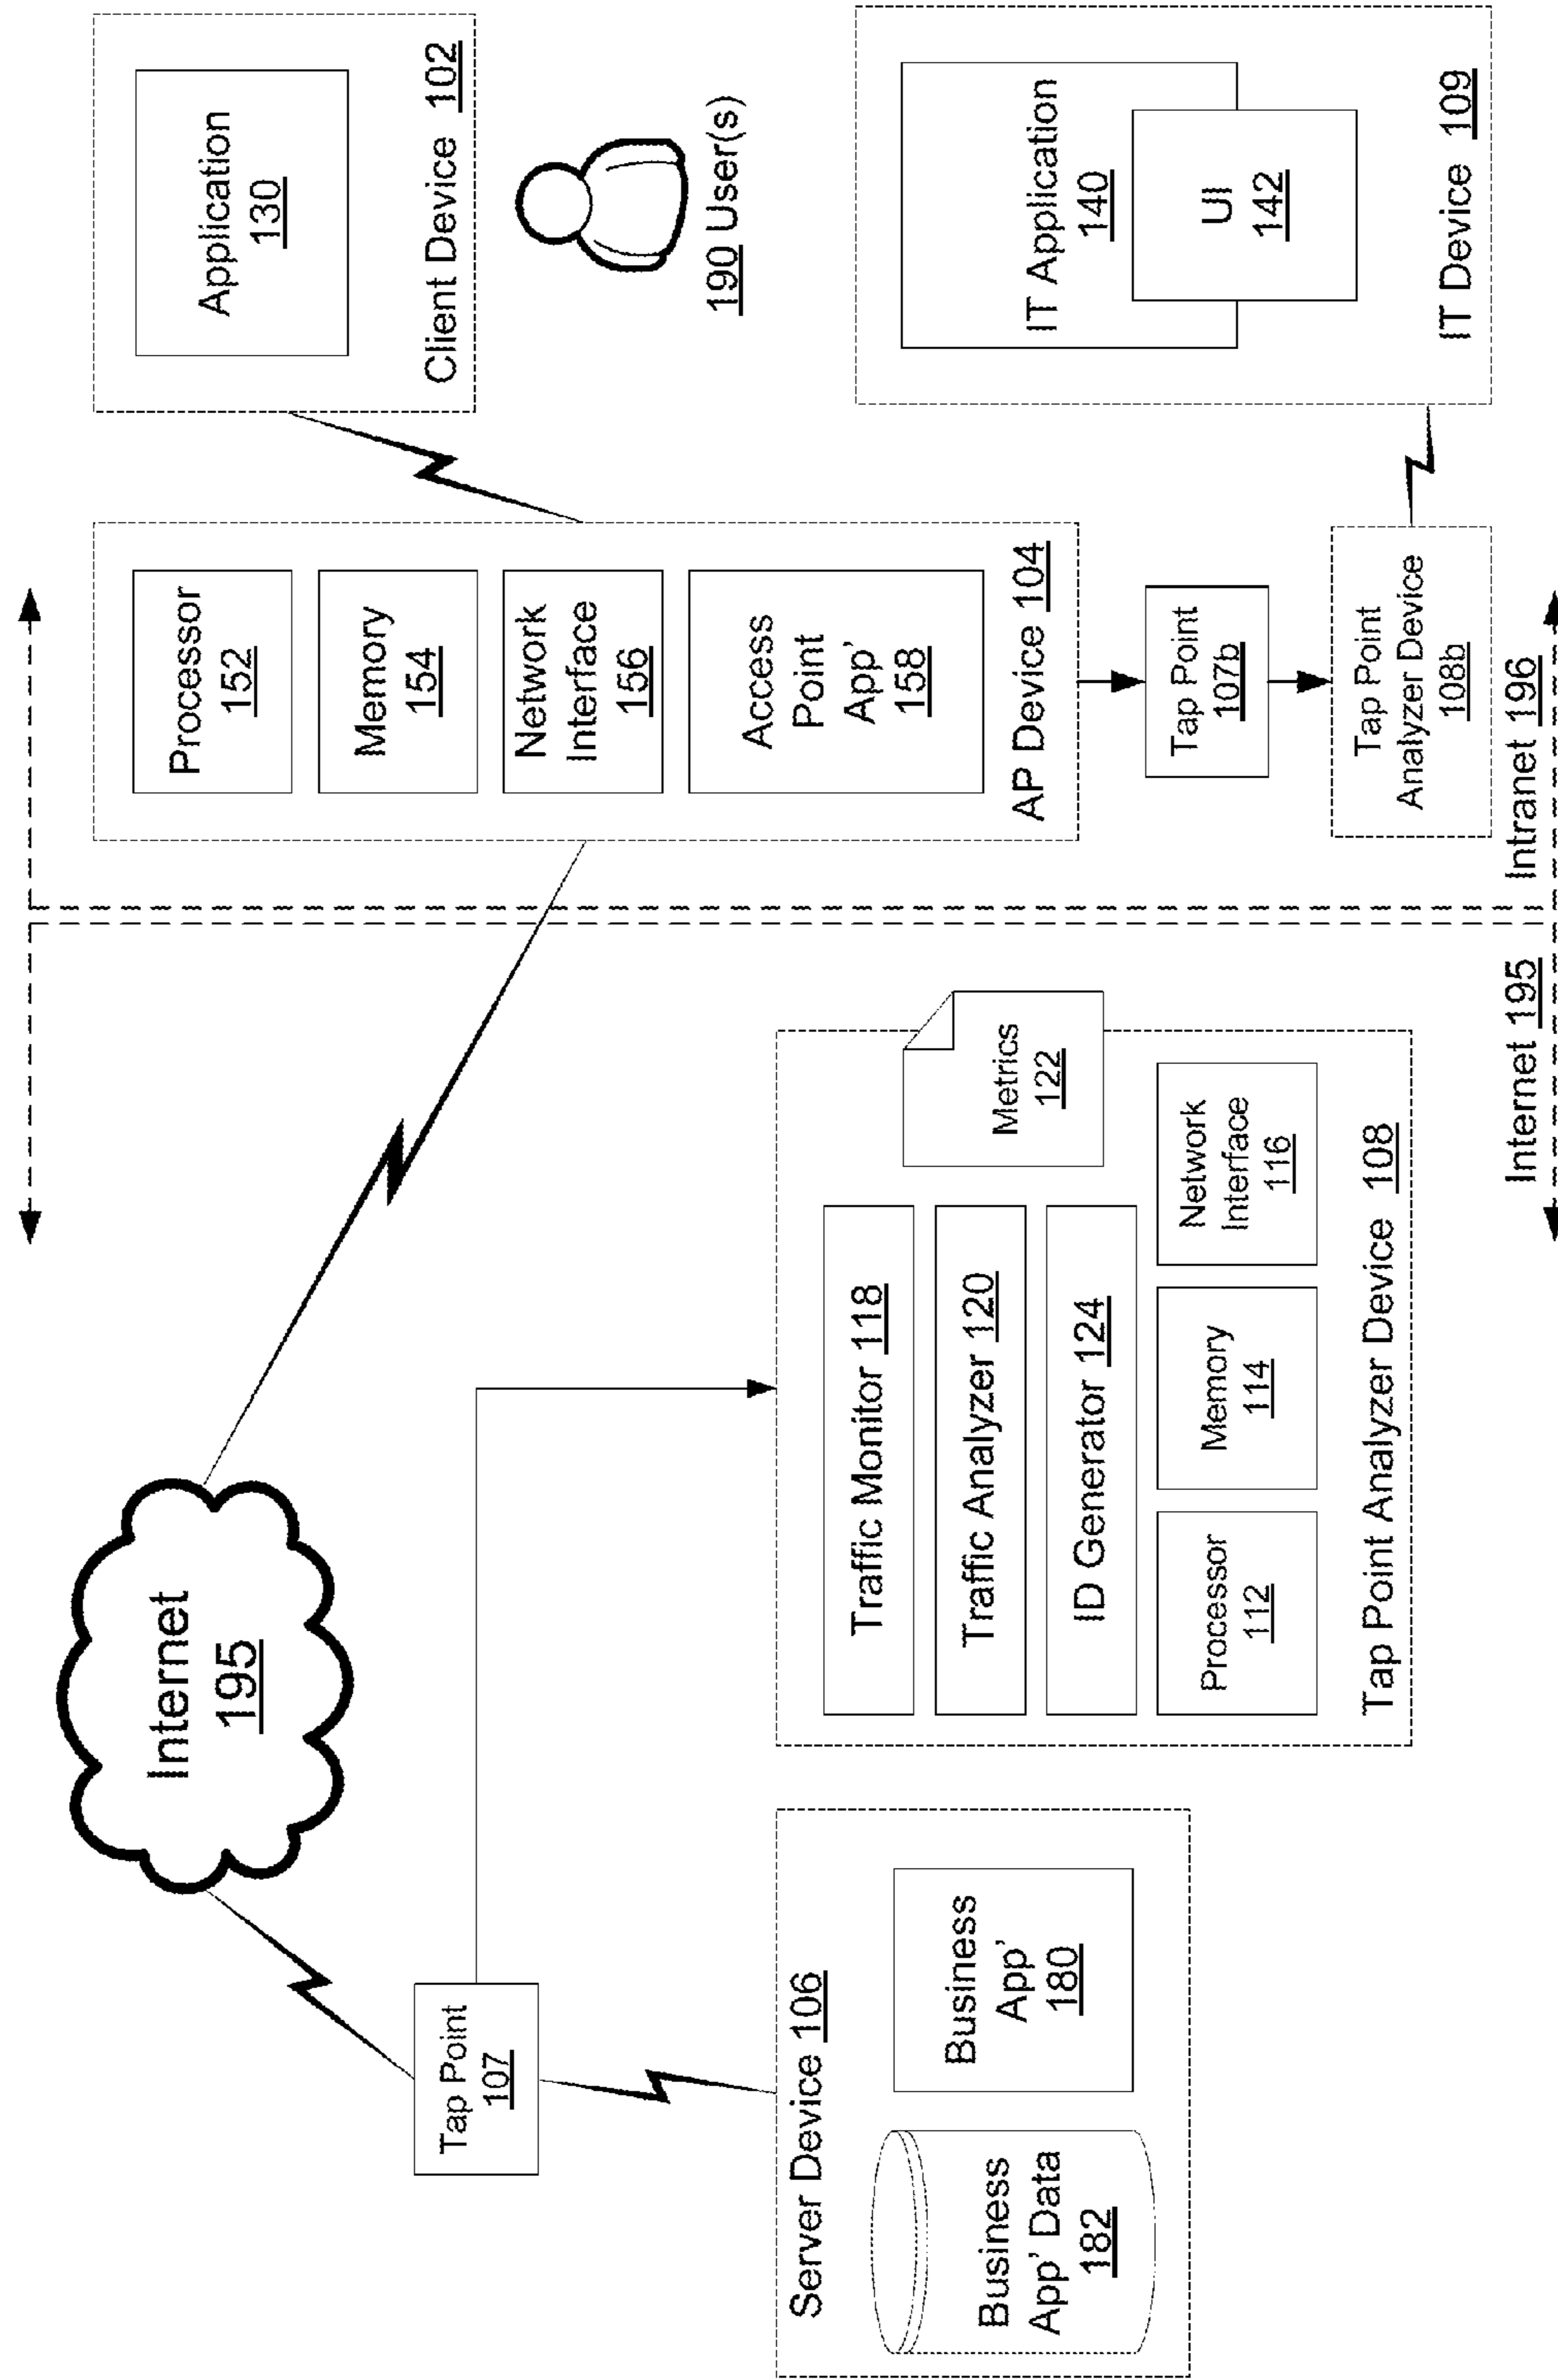 Internet
195
Tap Point
107
Server Device 106
Business
App' Data
182
Business
App'
180
Traffic Monitor 118
Traffic Analyzer 120
ID Generator 124
Metrics
122
Processor
112
Memory
114
Network
Interface
116
Tap Point Analyzer Device 108
Internet 195
Intranet 196
Processor
152
Memory
154
Network
Interface
156
Access
Point
App'
158
AP Device 104
Tap Point
107b
Tap Point
Analyzer Device
108b
Application
130
Client Device 102
190 User(s)
IT Application
140
UI
142
IT Device 109